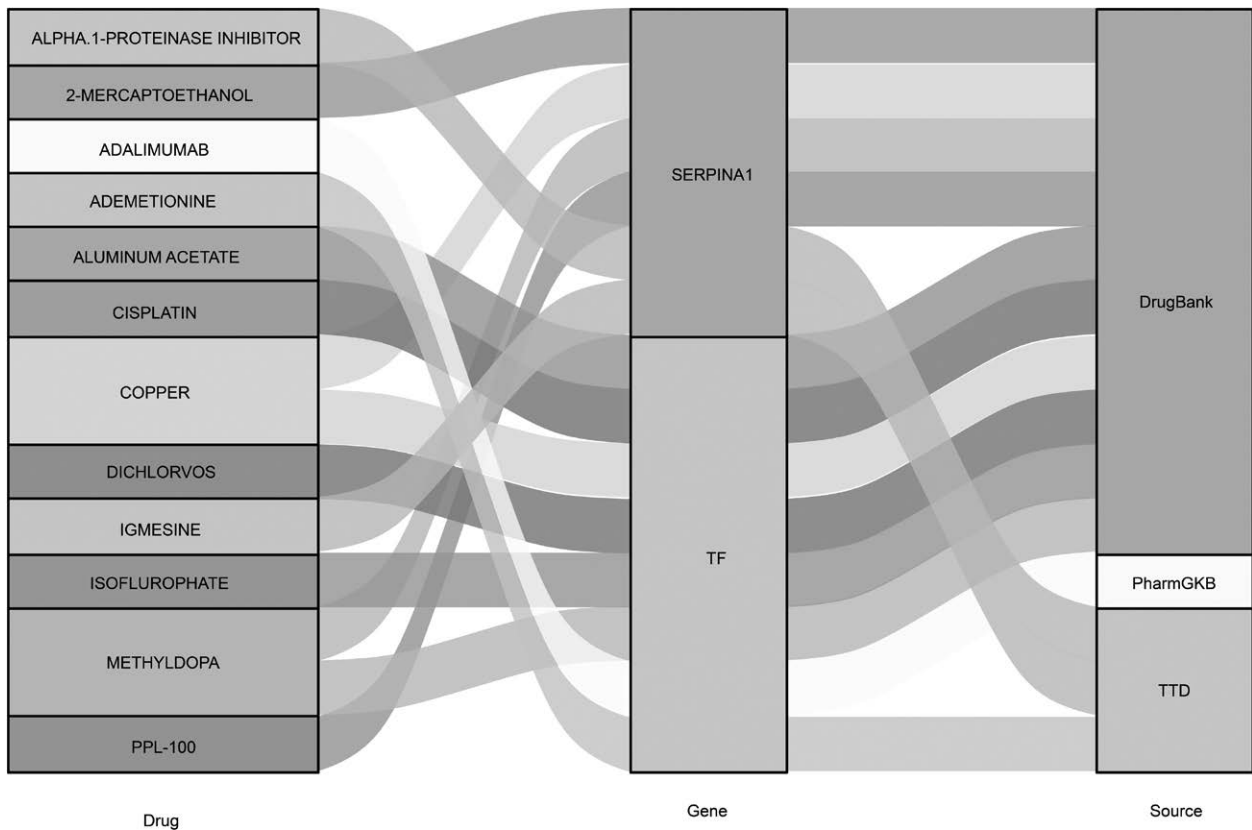 ALPHA.1-PROTEINASE INHIBITOR
2-MERCAPTOETHANOL
ADALIMUMAB
ADEMETIONINE
ALUMINUM ACETATE
CISPLATIN
COPPER
DICHLORVOS
IGMESINE
ISOFLUROPHATE
METHYLDOPA
PPL-100
Drug
SERPINA1
TF
Gene
DrugBank
PharmGKB
TTD
Source